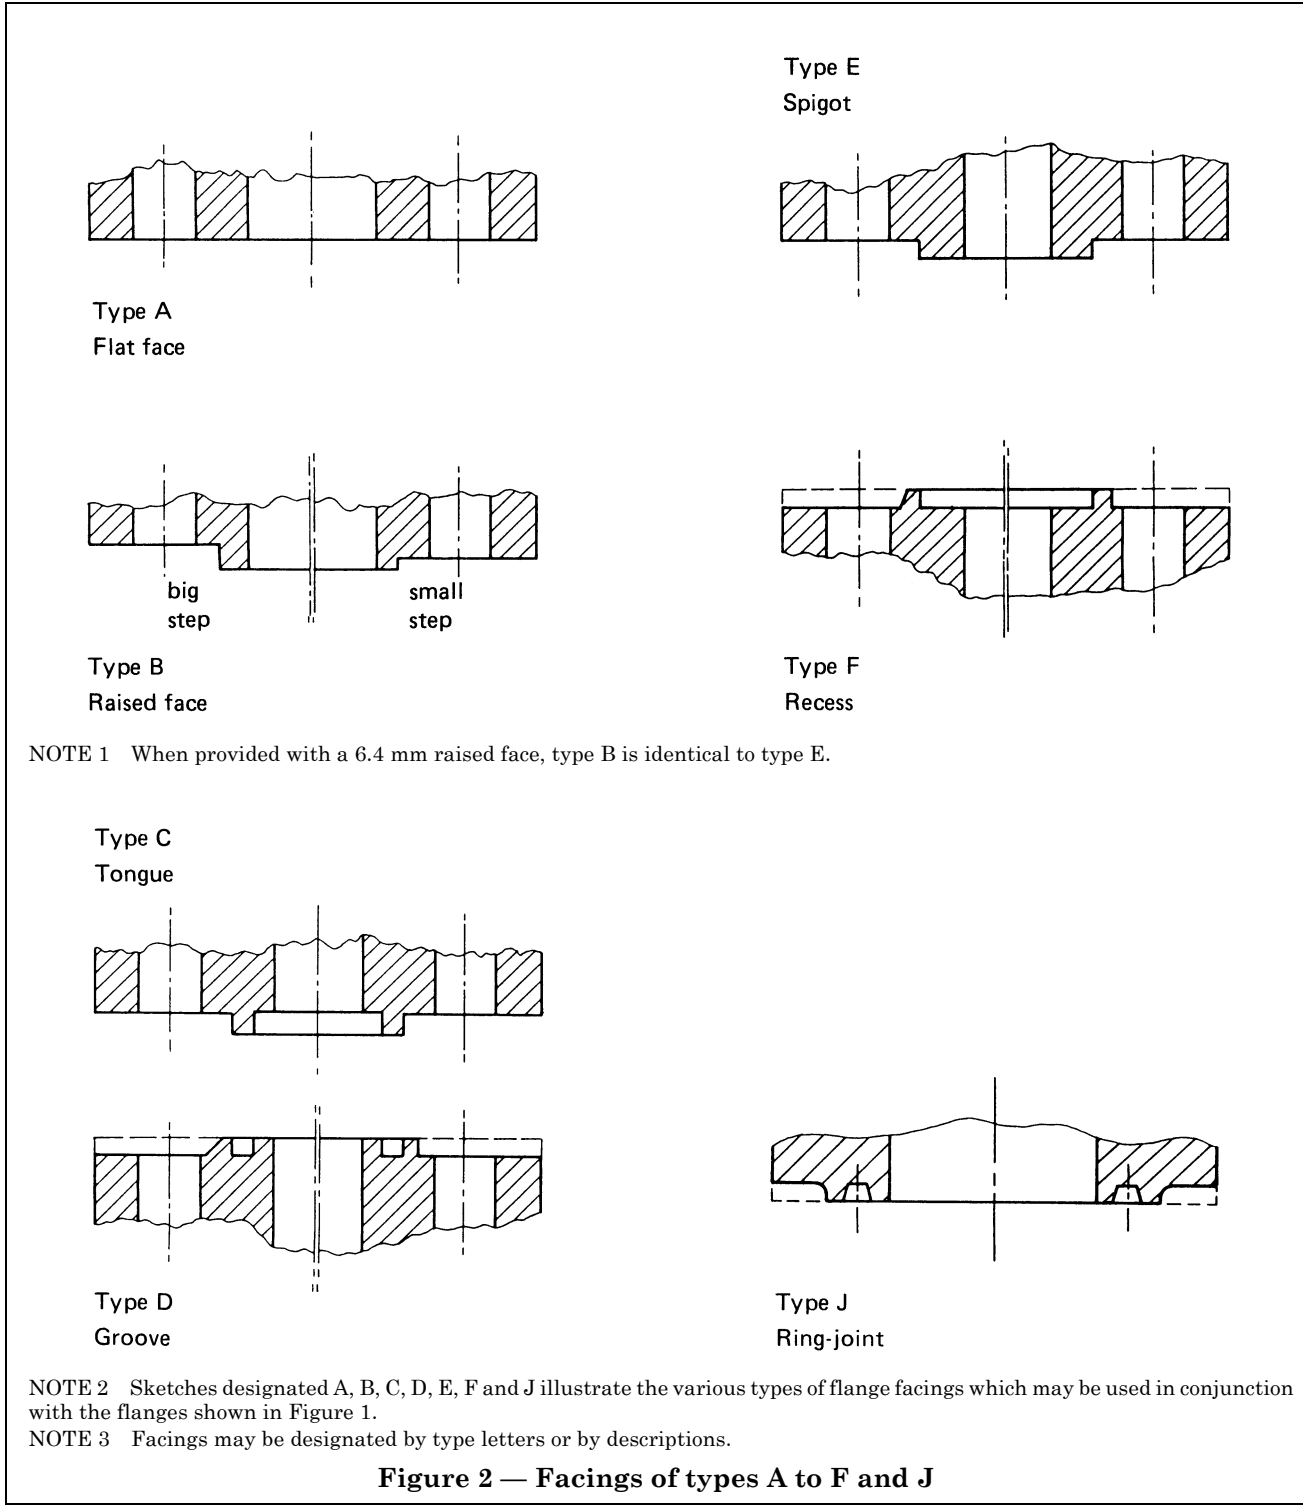 Type E
Spigot
Type A
Flat face
big
step
small
step
Type B
Raised face
Type F
Recess
NOTE 1 When provided with a 6.4 mm raised face, type B is identical to type E.
Type C
Tongue
Type D
Groove
Type J
Ring-joint
NOTE 2 Sketches designated A, B, C, D, E, F and J illustrate the various types of flange facings which may be used in conjunction
with the flanges shown in Figure 1.
NOTE 3 Facings may be designated by type letters or by descriptions.
Figure 2 — Facings of types A to F and J